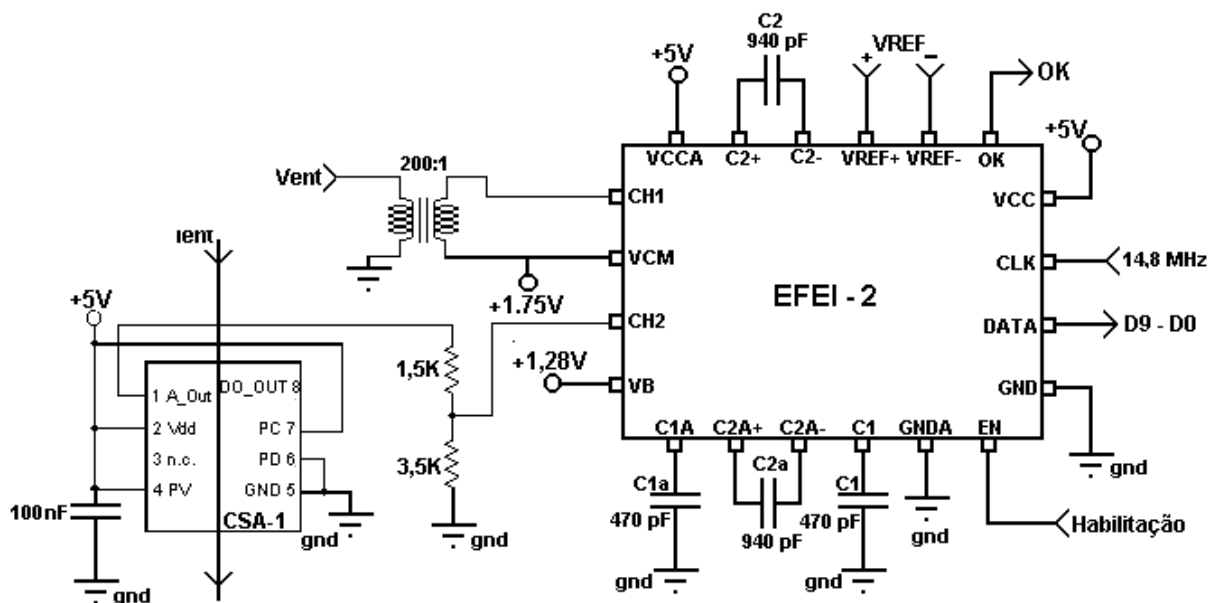 C2
940 pF
+ VREF −
+5V
OK
+5V
VCCA C2+ C2- VREF+ VREF- OK
200:1
Vent
CH1
VCC
VCM
CLK
14,8 MHz
EFEI - 2
+1.75V
Ient
+5V
CH2
DATA
D9 - D0
1,5K
+1,28V
VB
GND
1 A_Out
DO_OUT 8
2 Vdd
PC 7
3 n.c.
PD 6
4 PV
GND 5
CSA-1
C1A C2A+ C2A- C1 GNDA EN
3,5K
gnd
100nF
C1a
470 pF
C2a
940 pF
C1
470 pF
gnd
Habilitação
gnd
gnd
gnd
gnd
gnd